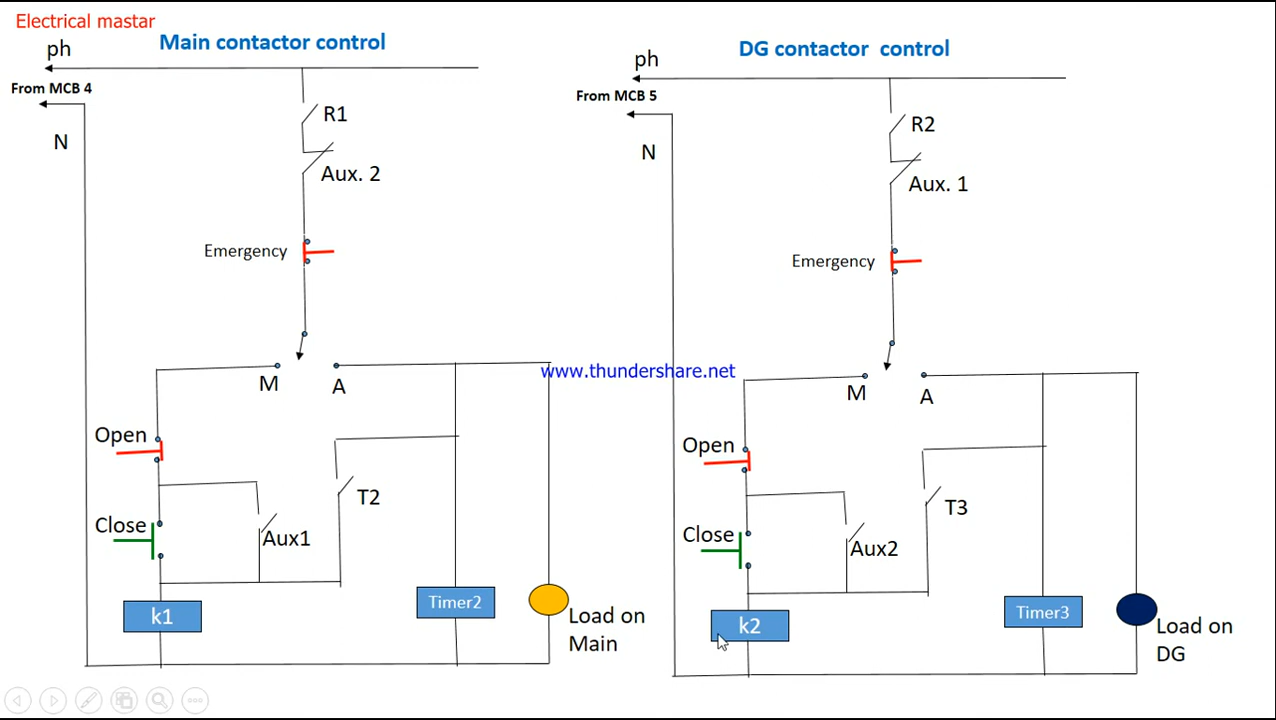 Electrical mastar
Main contactor control
ph
From MCB 4
N
R1
Aux. 2
Emergency
M
A
Open
T2
Close
Aux1
k1
Timer2
Load on
Main
DG contactor control
ph
From MCB 5
N
R2
Aux. 1
Emergency
www.thundershare.net
M
A
Open
T3
Close
Aux2
k2
Timer3
Load on
DG